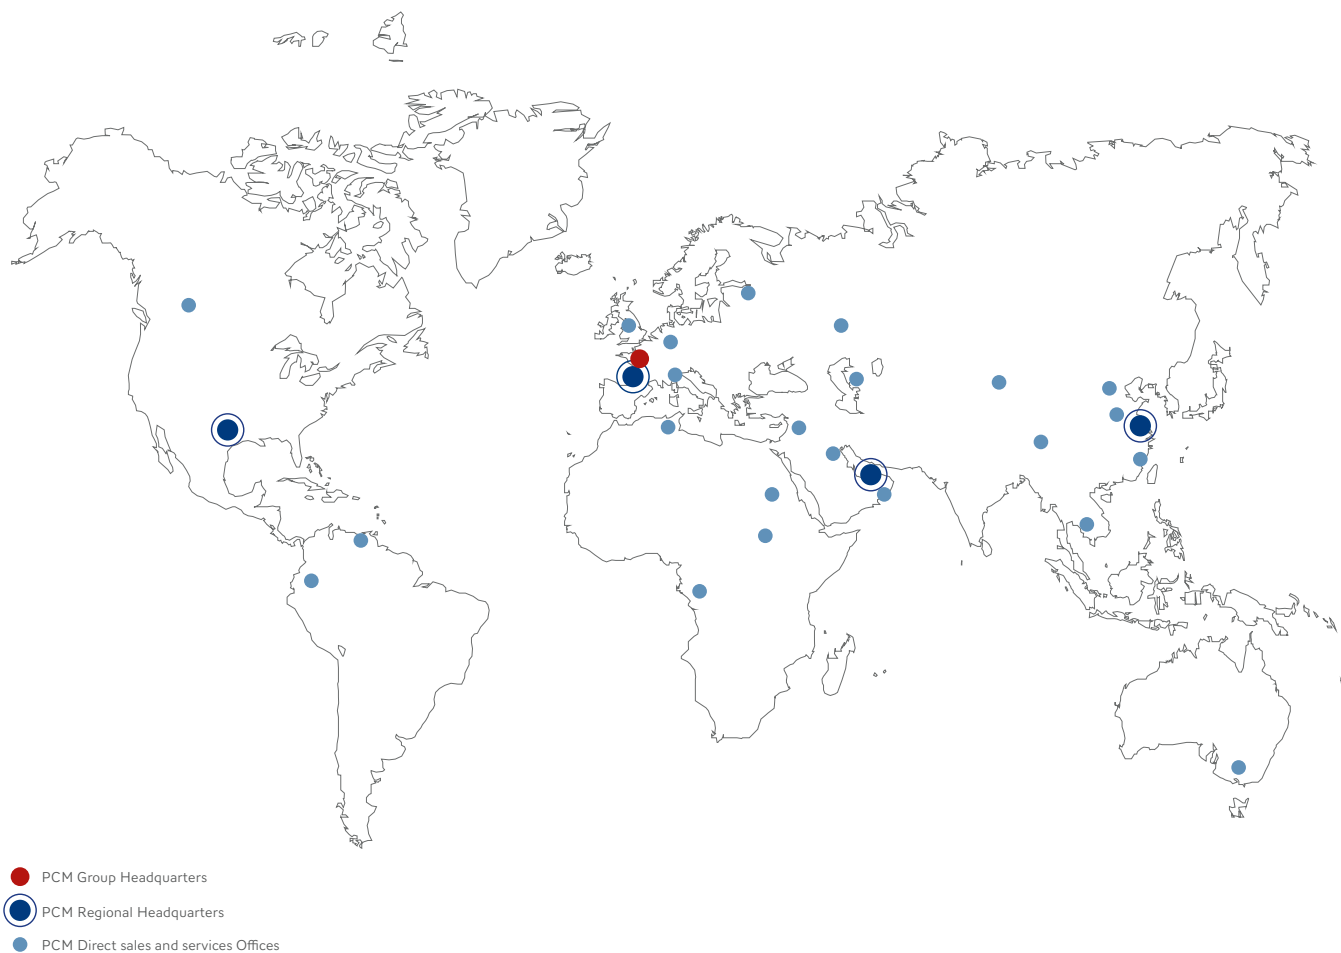 PCM Group Headquarters
PCM Regional Headquarters
PCM Direct sales and services Offices